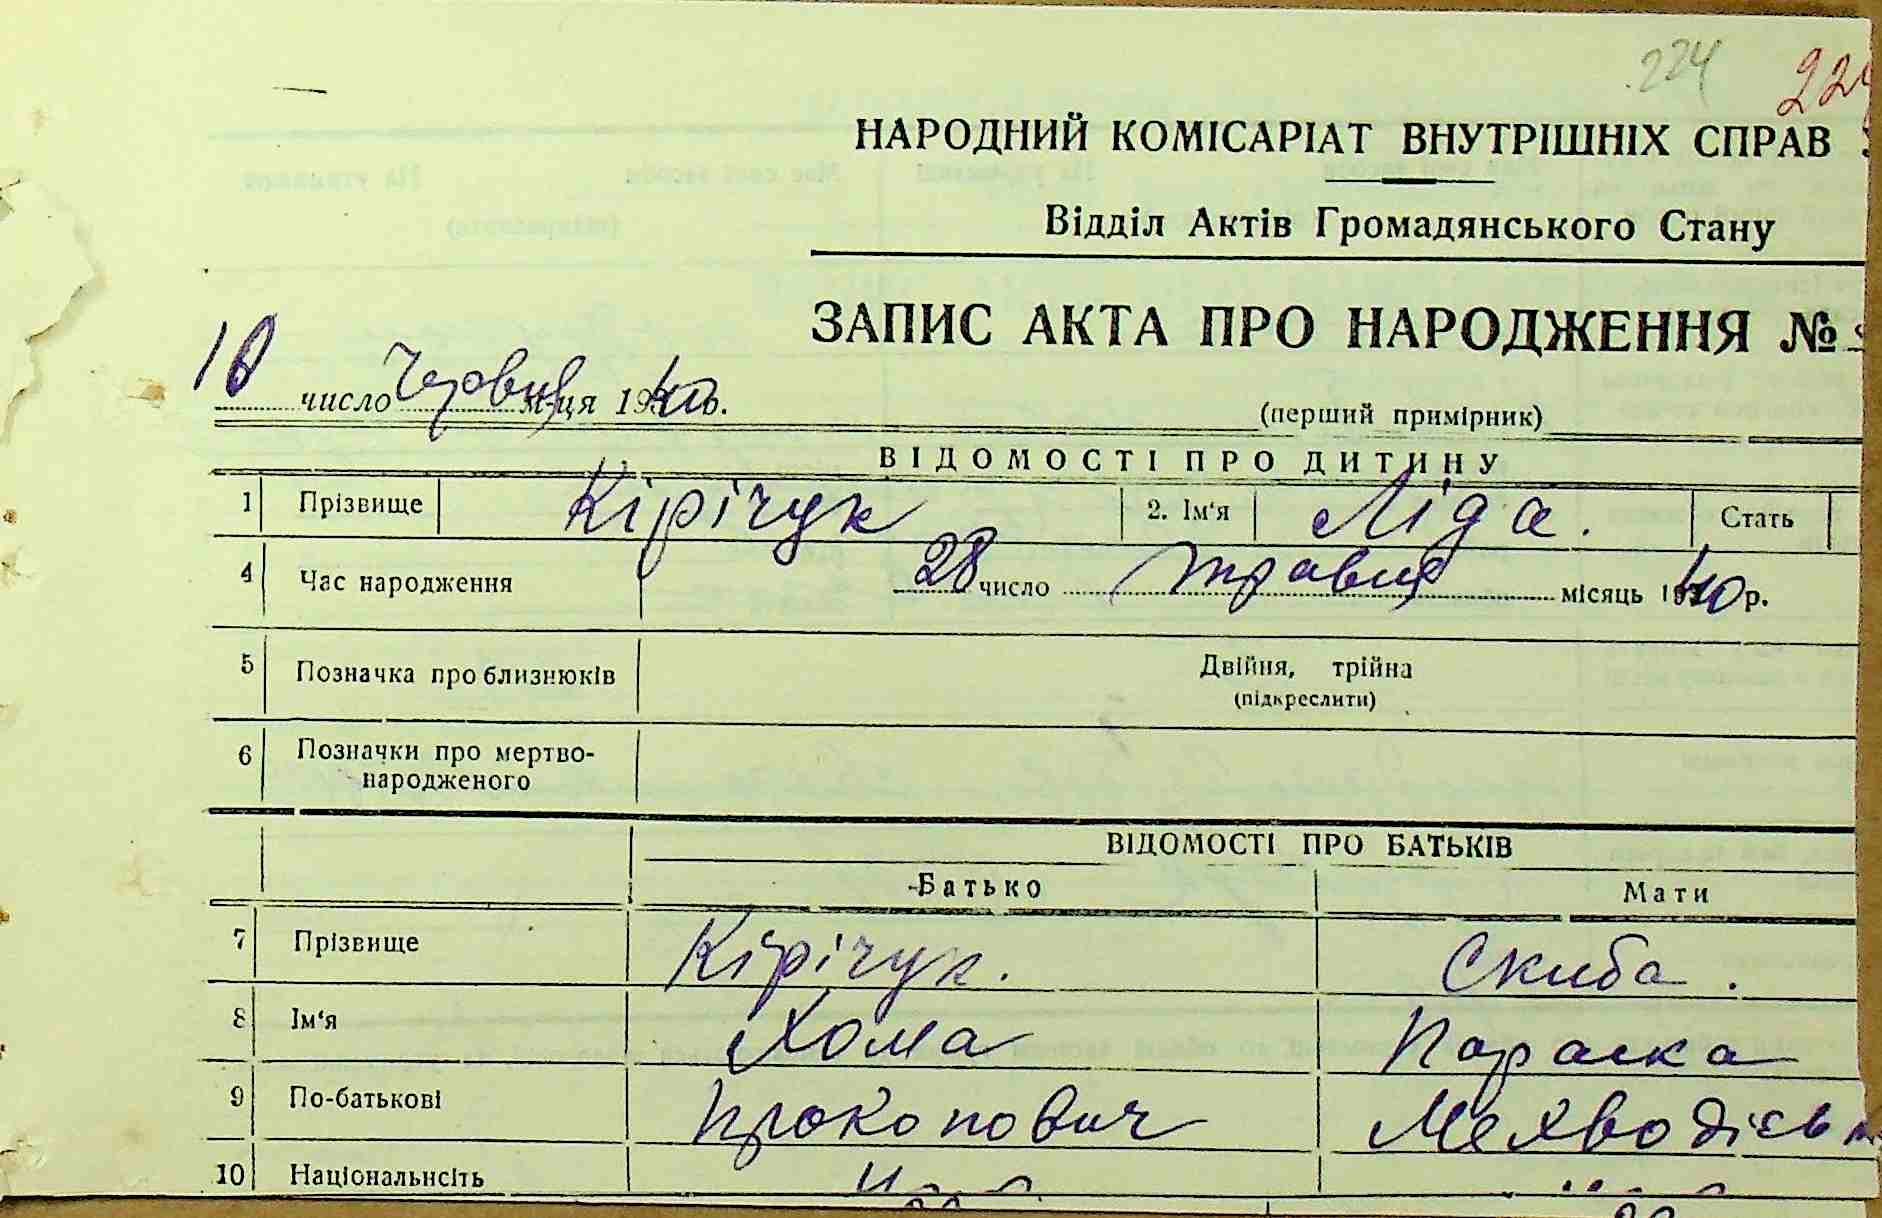 224
НАРОДНИЙ КОМІСАРІАТ ВНУТРІШНІХ СПРАВ
Відділ Актів Громадянського Стану
ЗАПИС АКТА ПРО НАРОДЖЕННЯ №
10 число Червня м-ця 1940 р.
(перший примірник)
ВІДОМОСТІ ПРО ДИТИНУ
1 Прізвище Кірічук 2. Ім'я Ліда. Стать
4 Час народження 28 число травня місяць 1940 р.
5 Позначка про близнюків Двійня, трійна
(підкреслити)
6 Позначки про мертво-
народженого
ВІДОМОСТІ ПРО БАТЬКІВ
Батько Мати
7 Прізвище Кірічук. Скиба.
8 Ім'я Хома Параска
9 По-батькові Прокопович Мехводієв
10 Національнсіть